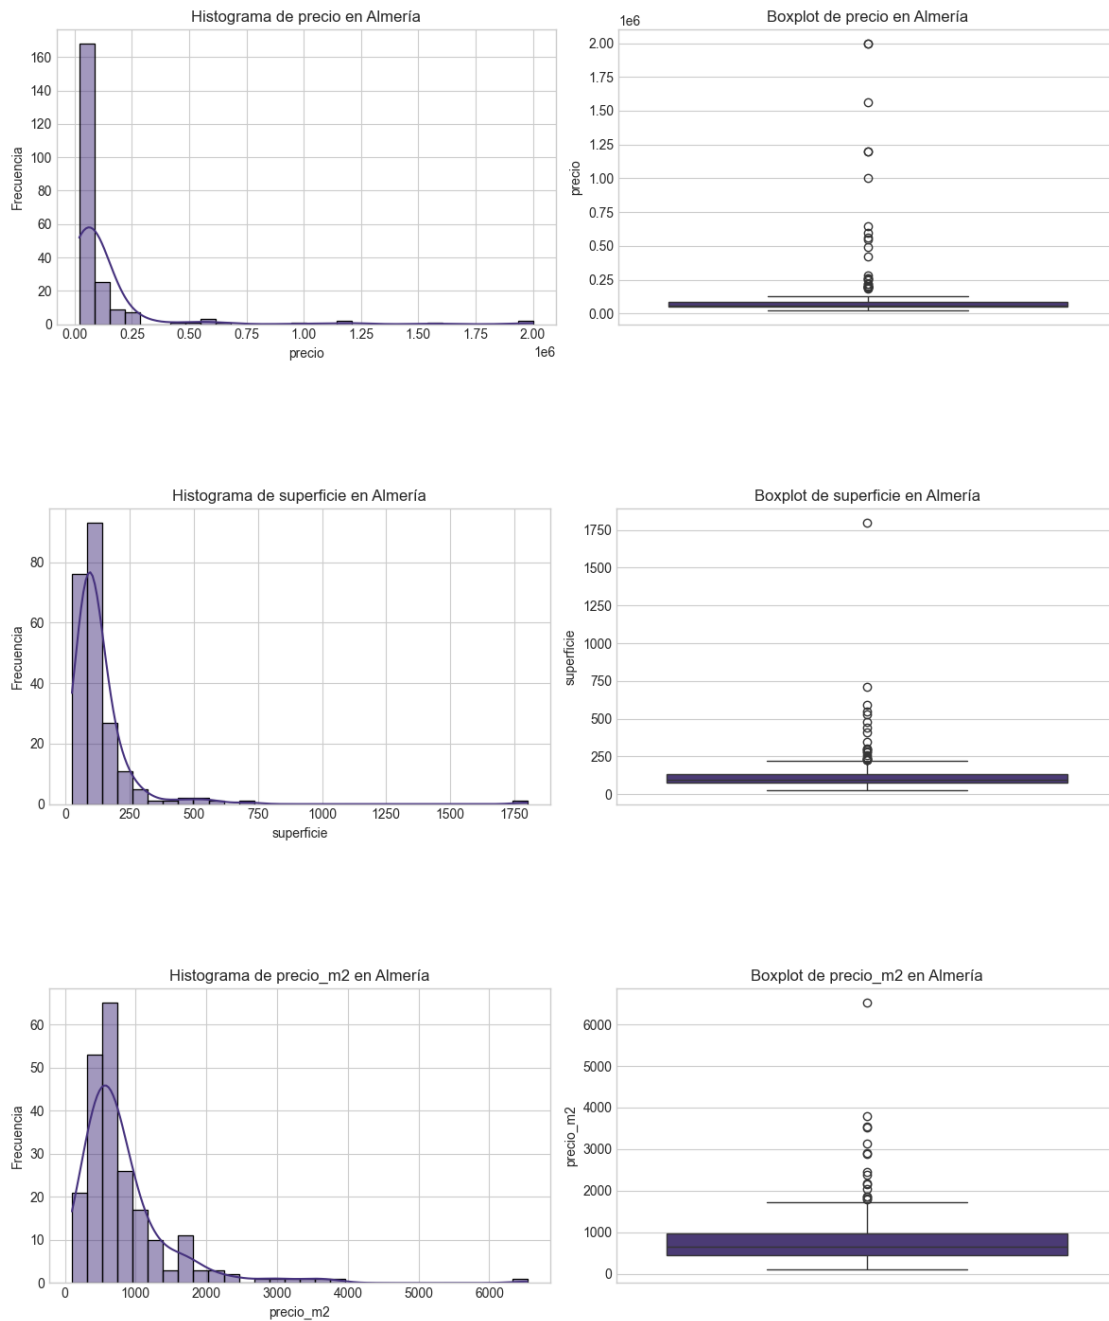 Histograma de precio en Almería
160
140
120
100
80
60
40
20
0
Frecuencia
0.00 0.25 0.50 0.75 1.00 1.25 1.50 1.75 2.00
1e6
precio
Boxplot de precio en Almería
1e6
2.00
1.75
1.50
1.25
1.00
0.75
0.50
0.25
0.00
precio
Histograma de superficie en Almería
80
60
40
20
0
Frecuencia
0 250 500 750 1000 1250 1500 1750
superficie
Boxplot de superficie en Almería
1750
1500
1250
1000
750
500
250
0
superficie
Histograma de precio_m2 en Almería
60
50
40
30
20
10
0
Frecuencia
0 1000 2000 3000 4000 5000 6000
precio_m2
Boxplot de precio_m2 en Almería
6000
5000
4000
3000
2000
1000
0
precio_m2